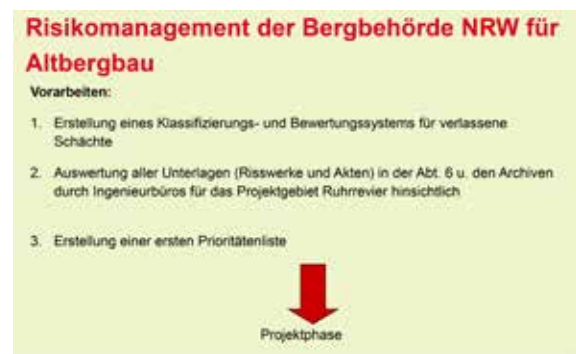 Risikomanagement der Bergbehörde NRW für
Altbergbau
Vorarbeiten:
1. Erstellung eines Klassifizierungs- und Bewertungssystems für verlassene
Schächte
2. Auswertung aller Unterlagen (Risswerke und Akten) in der Abt. 6 u. den Archiven
durch Ingenieurbüros für das Projektgebiet Ruhrrevier hinsichtlich
3. Erstellung einer ersten Prioritätenliste
Projektphase